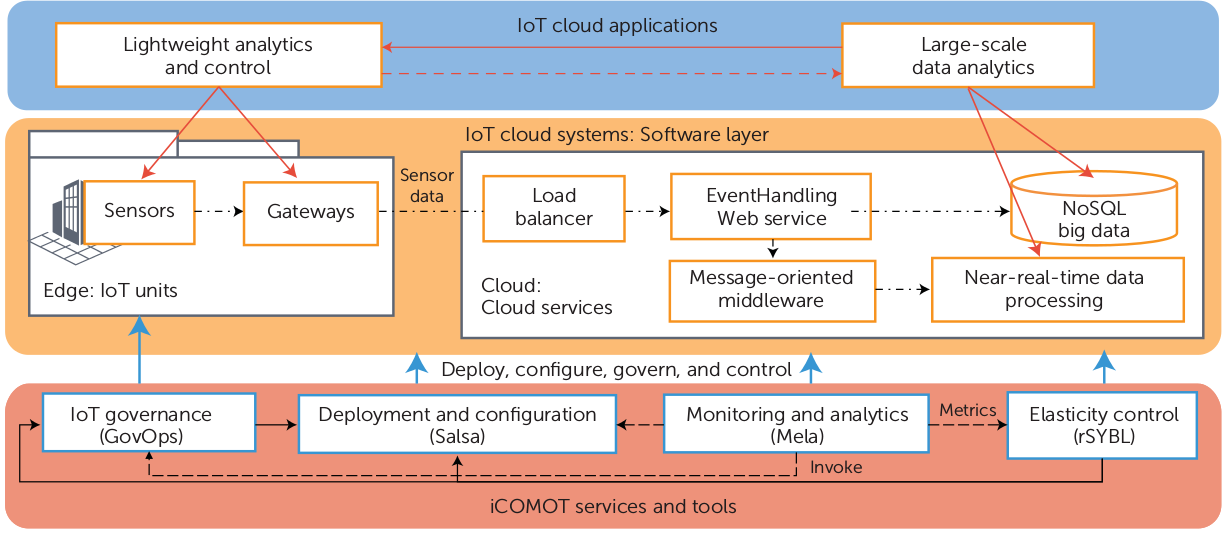 IoT cloud applications
Lightweight analytics
and control
Large-scale
data analytics
IoT cloud systems: Software layer
Sensors
Gateways
Edge: IoT units
Sensor
data
Load
balancer
EventHandling
Web service
NoSQL
big data
Message-oriented
middleware
Near-real-time data
processing
Cloud:
Cloud services
Deploy, configure, govern, and control
IoT governance
(GovOps)
Deployment and configuration
(Salsa)
Monitoring and analytics
(Mela)
Metrics
Elasticity control
(rSYBL)
Invoke
iCOMOT services and tools